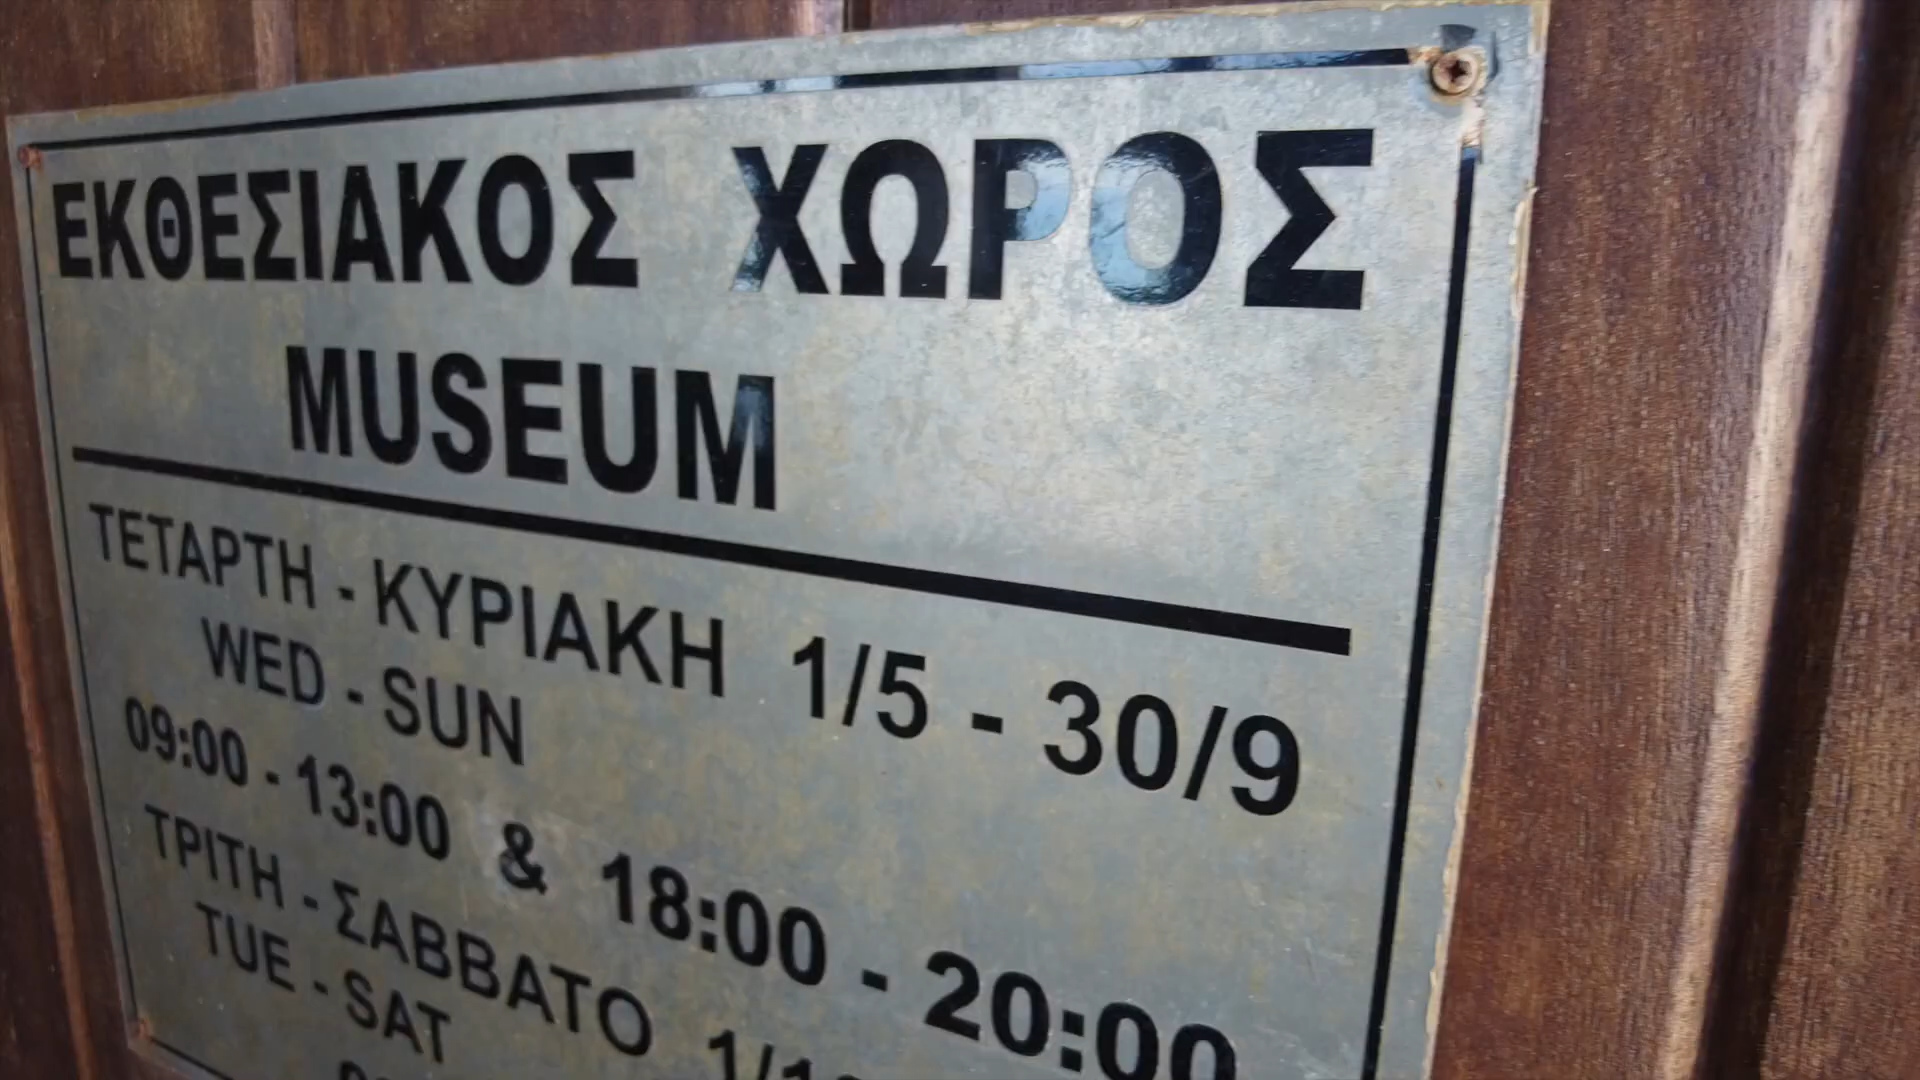 ΕΚΘΕΣΙΑΚΟΣ ΧΩΡΟΣ
MUSEUM
ΤΕΤΑΡΤΗ - ΚΥΡΙΑΚΗ 1/5 - 30/9
WED - SUN
09:00 - 13:00 & 18:00 - 20:00
ΤΡΙΤΗ - ΣΑΒΒΑΤΟ
TUE - SAT